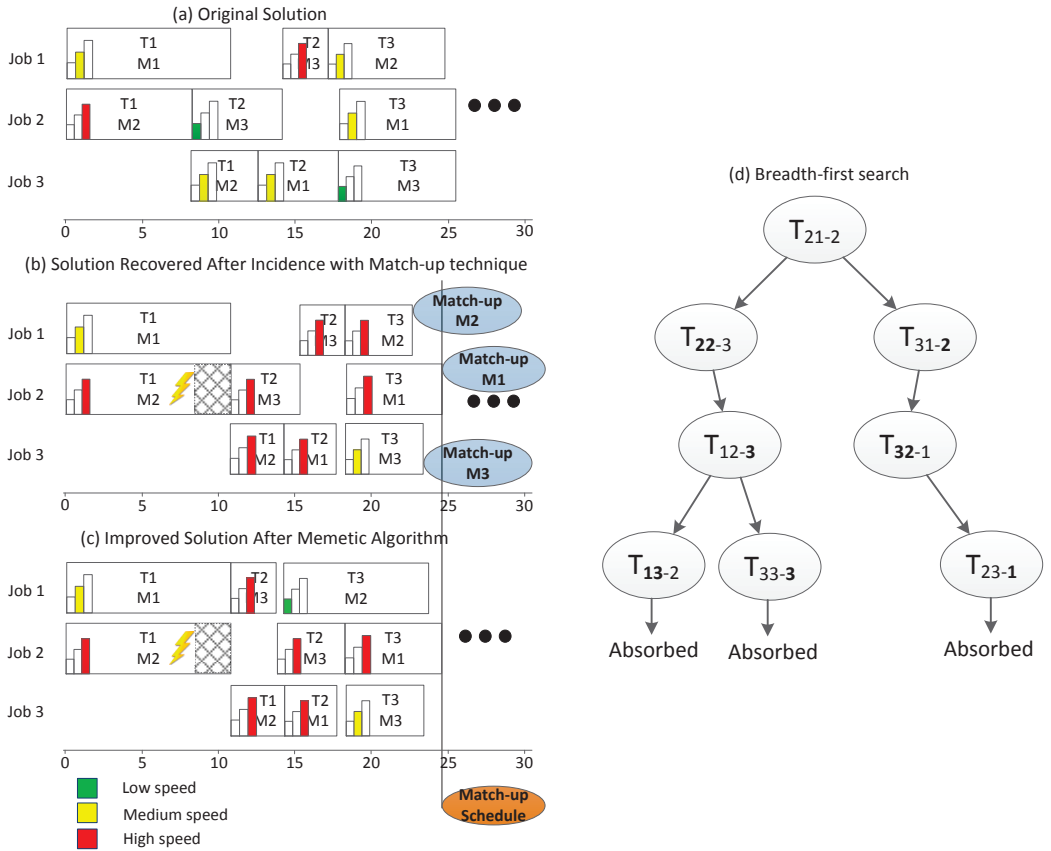 (a) Original Solution
T1 T2 T3
Job 1
M1 M3 M2
T1 T2 T3
Job 2
M2 M3 M1
T1 T2 T3
Job 3
M2 M1 M3
0 5 10 15 20 25 30
(b) Solution Recovered After Incidence with Match-up technique
Match-up
M2
T1 T2 T3
Job 1
M1 M3 M2
Match-up
M1
T1 T2 T3
Job 2
M2 M3 M1
T1 T2 T3
Job 3
M2 M1 M3
Match-up
M3
0 5 10 15 20 25 30
(c) Improved Solution After Memetic Algorithm
T1 T2 T3
Job 1
M1 M3 M2
T1 T2 T3
Job 2
M2 M3 M1
T1 T2 T3
Job 3
M2 M1 M3
0 5 10 15 20 25 30
Low speed
Medium speed
High speed
Match-up
Schedule
(d) Breadth-first search
T21-2
T22-3 T31-2
T12-3 T32-1
T13-2 T33-3 T23-1
Absorbed Absorbed Absorbed